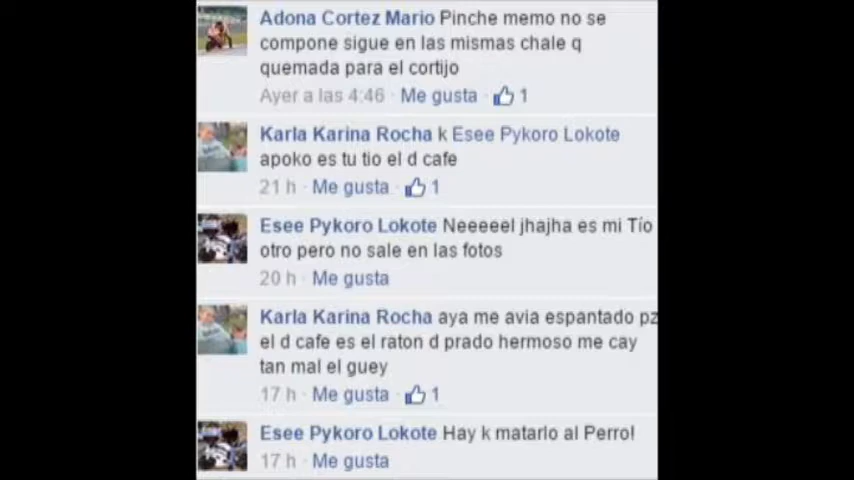 Adona Cortez Mario Pinche memo no se
compone sigue en las mismas chale q
quemada para el cortijo
Ayer a las 4:46 · Me gusta · 1
Karla Karina Rocha k Esee Pykoro Lokote
apoko es tu tio el d cafe
21 h · Me gusta · 1
Esee Pykoro Lokote Neeeeel jhajha es mi Tío
otro pero no sale en las fotos
20 h · Me gusta
Karla Karina Rocha aya me avia espantado pz
el d cafe es el raton d prado hermoso me cay
tan mal el guey
17 h · Me gusta · 1
Esee Pykoro Lokote Hay k matarlo al Perro!
17 h · Me gusta